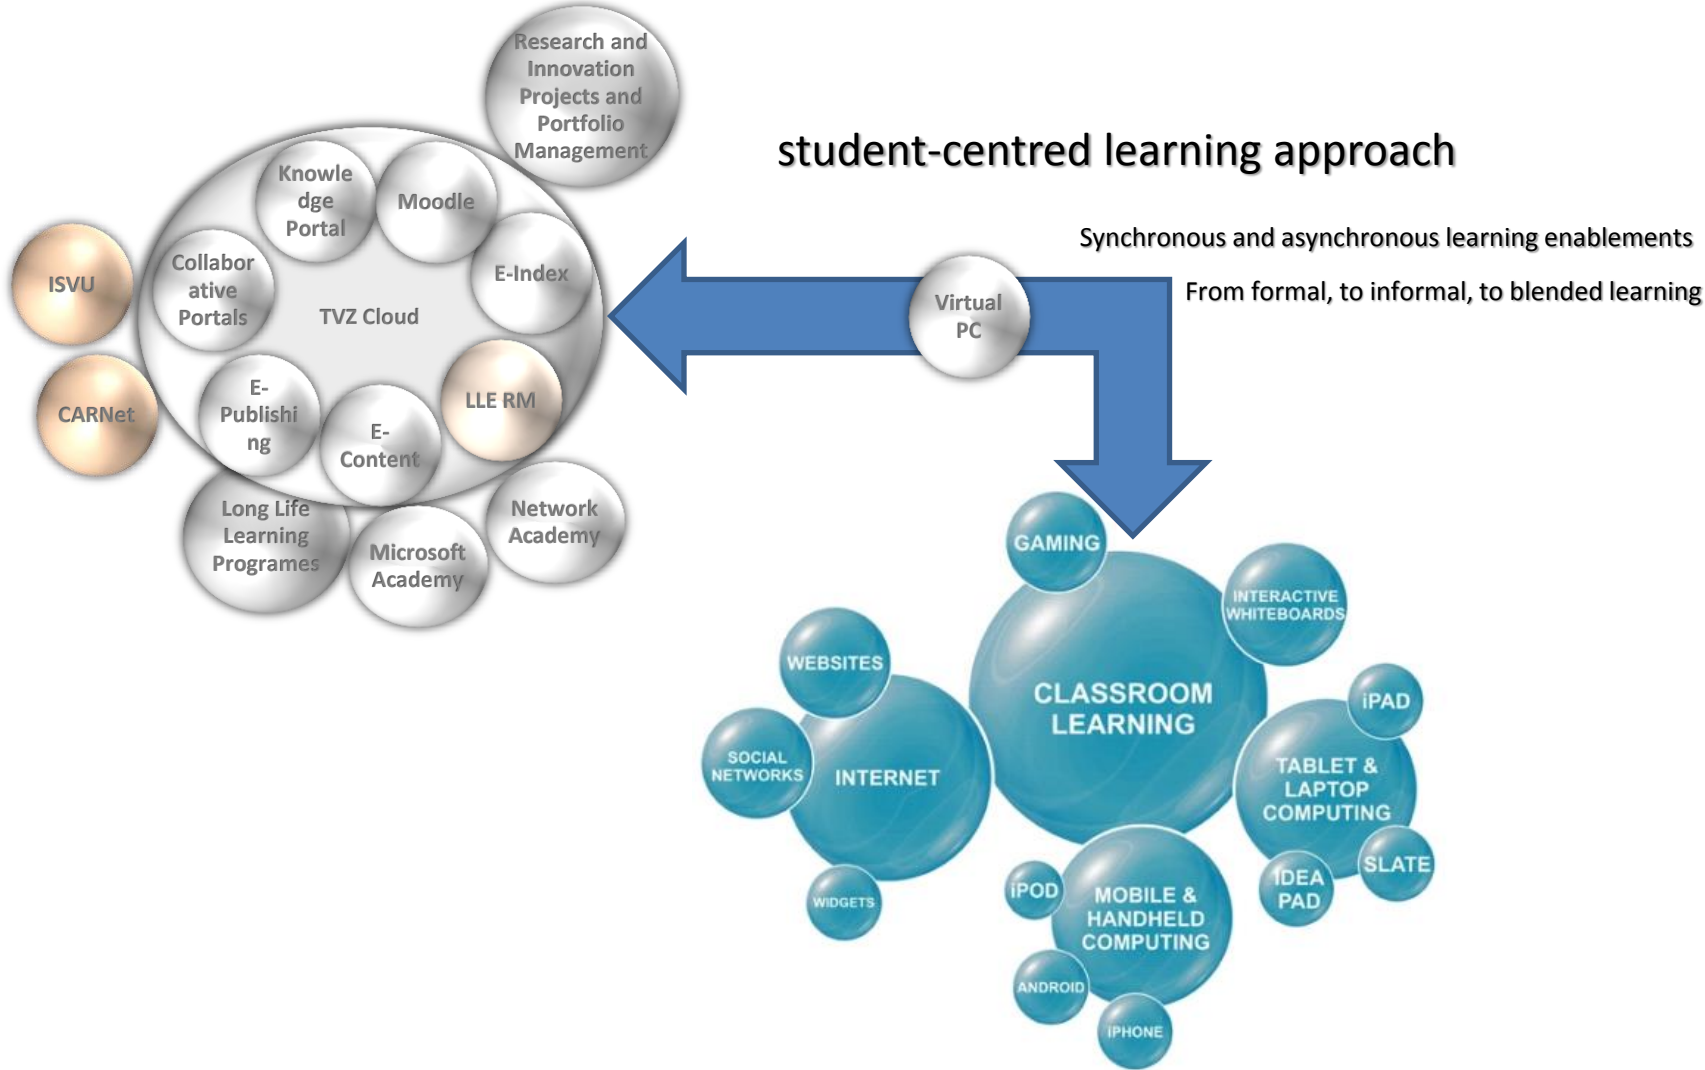 Research and
Innovation
Projects and
Portfolio
Management
student-centred learning approach
Synchronous and asynchronous learning enablements
From formal, to informal, to blended learning
Knowle
dge
Portal
Moodle
E-Index
Collabor
ative
Portals
TVZ Cloud
ISVU
CARNet
E-
Publishi
ng
E-
Content
LLE RM
Long Life
Learning
Programes
Microsoft
Academy
Network
Academy
Virtual
PC
GAMING
INTERACTIVE
WHITEBOARDS
WEBSITES
CLASSROOM
LEARNING
iPAD
SOCIAL
NETWORKS
INTERNET
TABLET &
LAPTOP
COMPUTING
WIDGETS
iPOD
MOBILE &
HANDHELD
COMPUTING
IDEA
PAD
SLATE
ANDROID
iPHONE